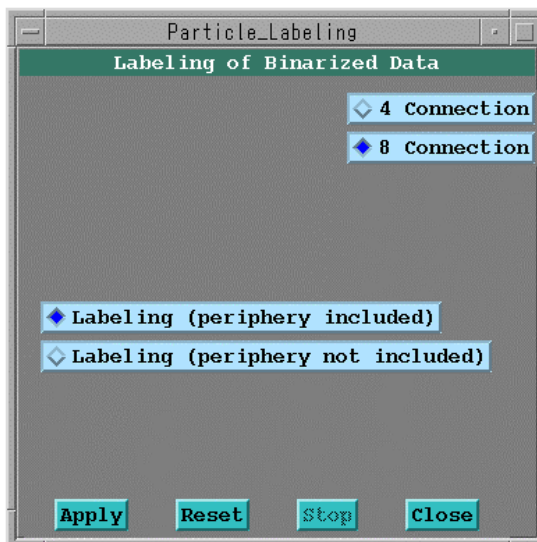 Particle_Labeling
Labeling of Binarized Data
4 Connection
8 Connection
Labeling (periphery included)
Labeling (periphery not included)
Apply Reset Stop Close